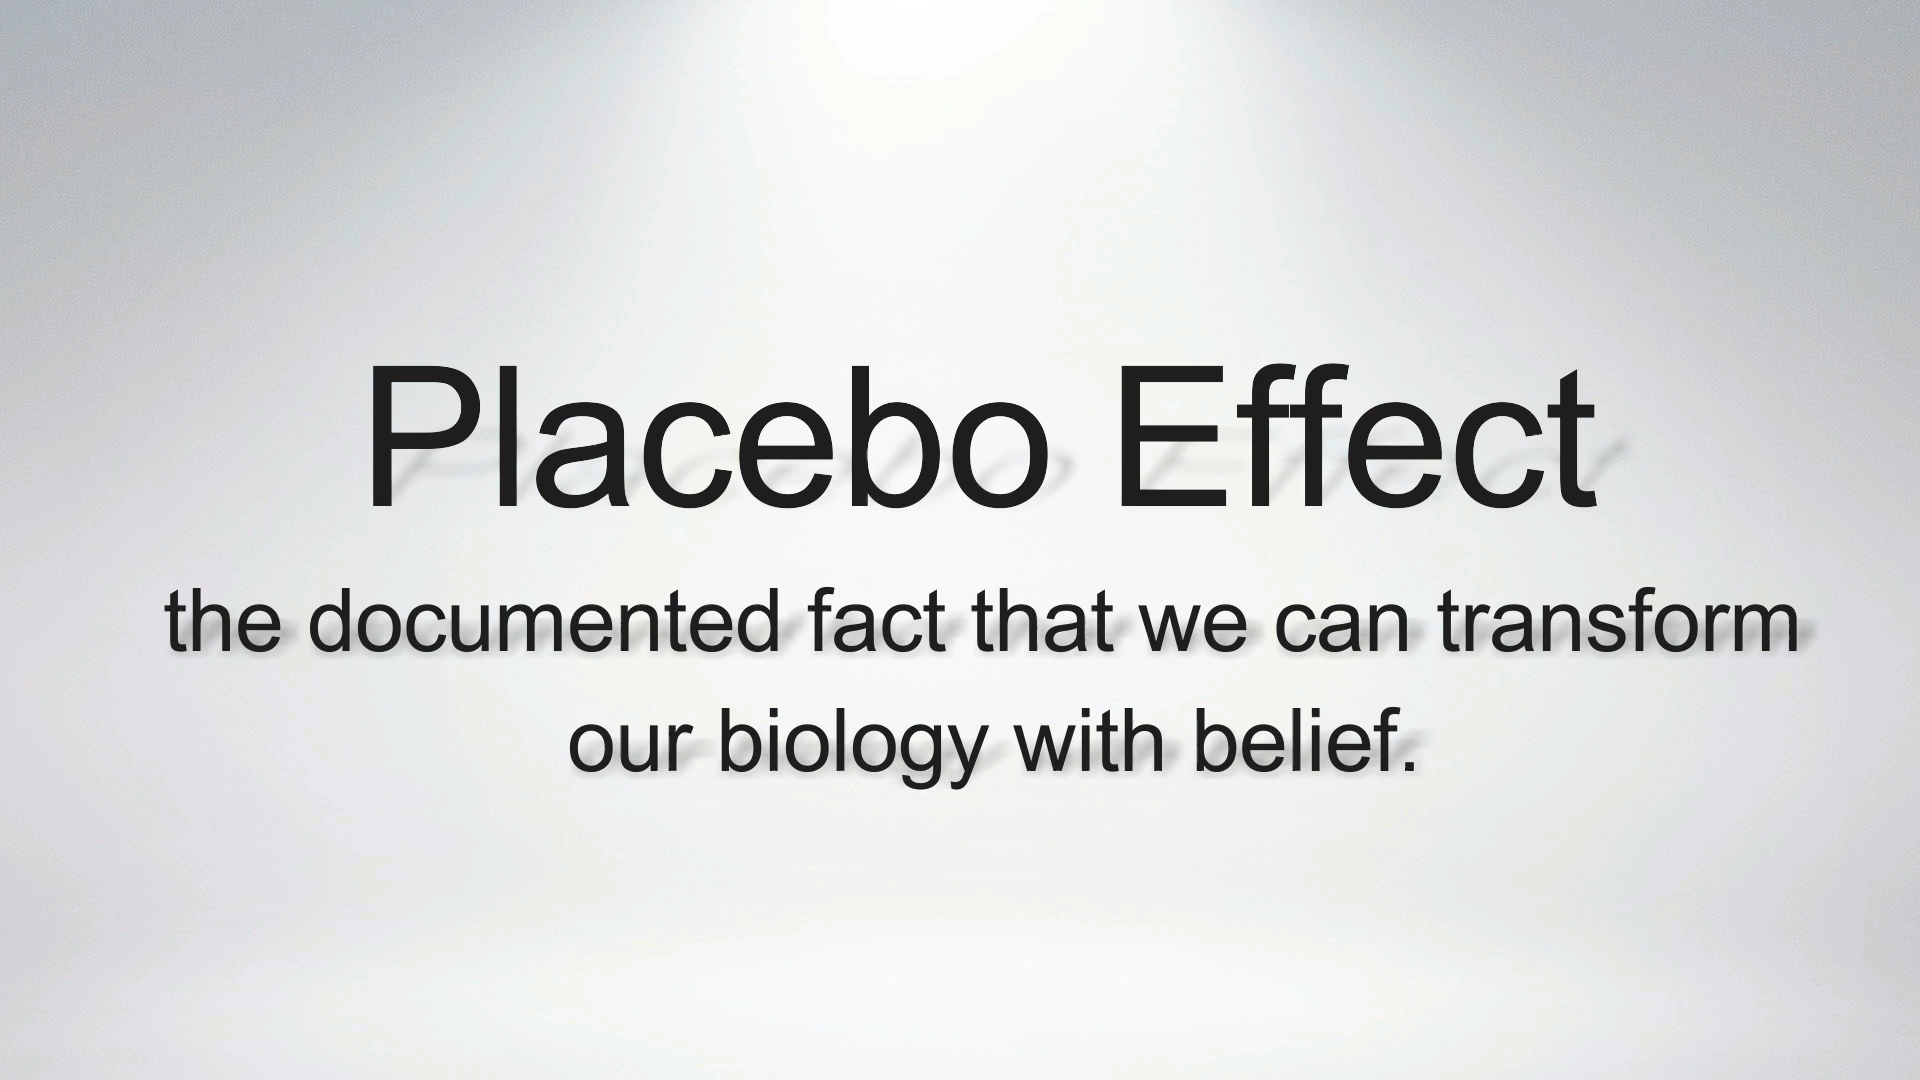 Placebo Effect
the documented fact that we can transform
our biology with belief.